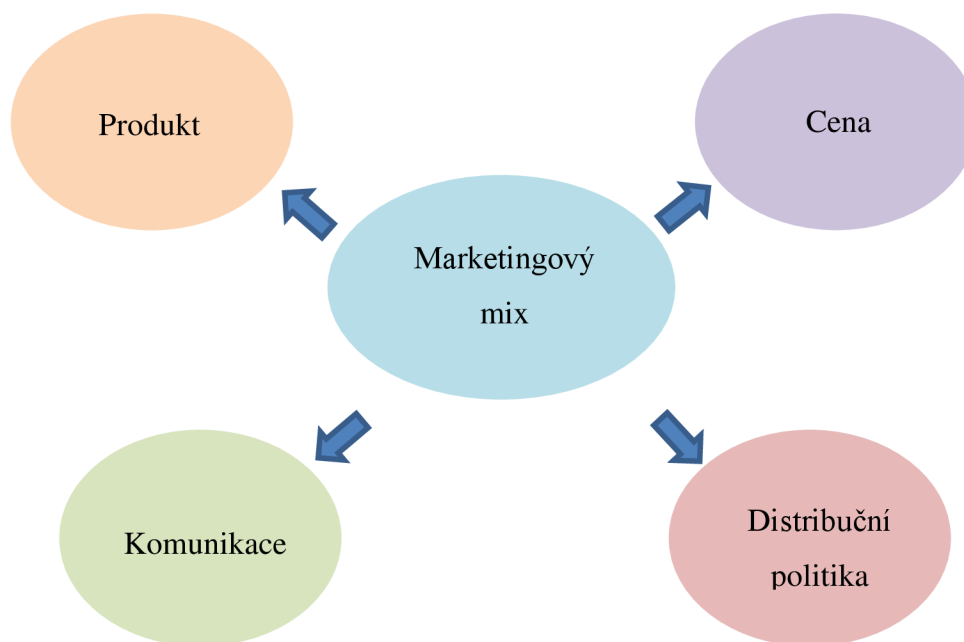 Produkt
Cena
Marketingový
mix
Komunikace
Distribuční
politika